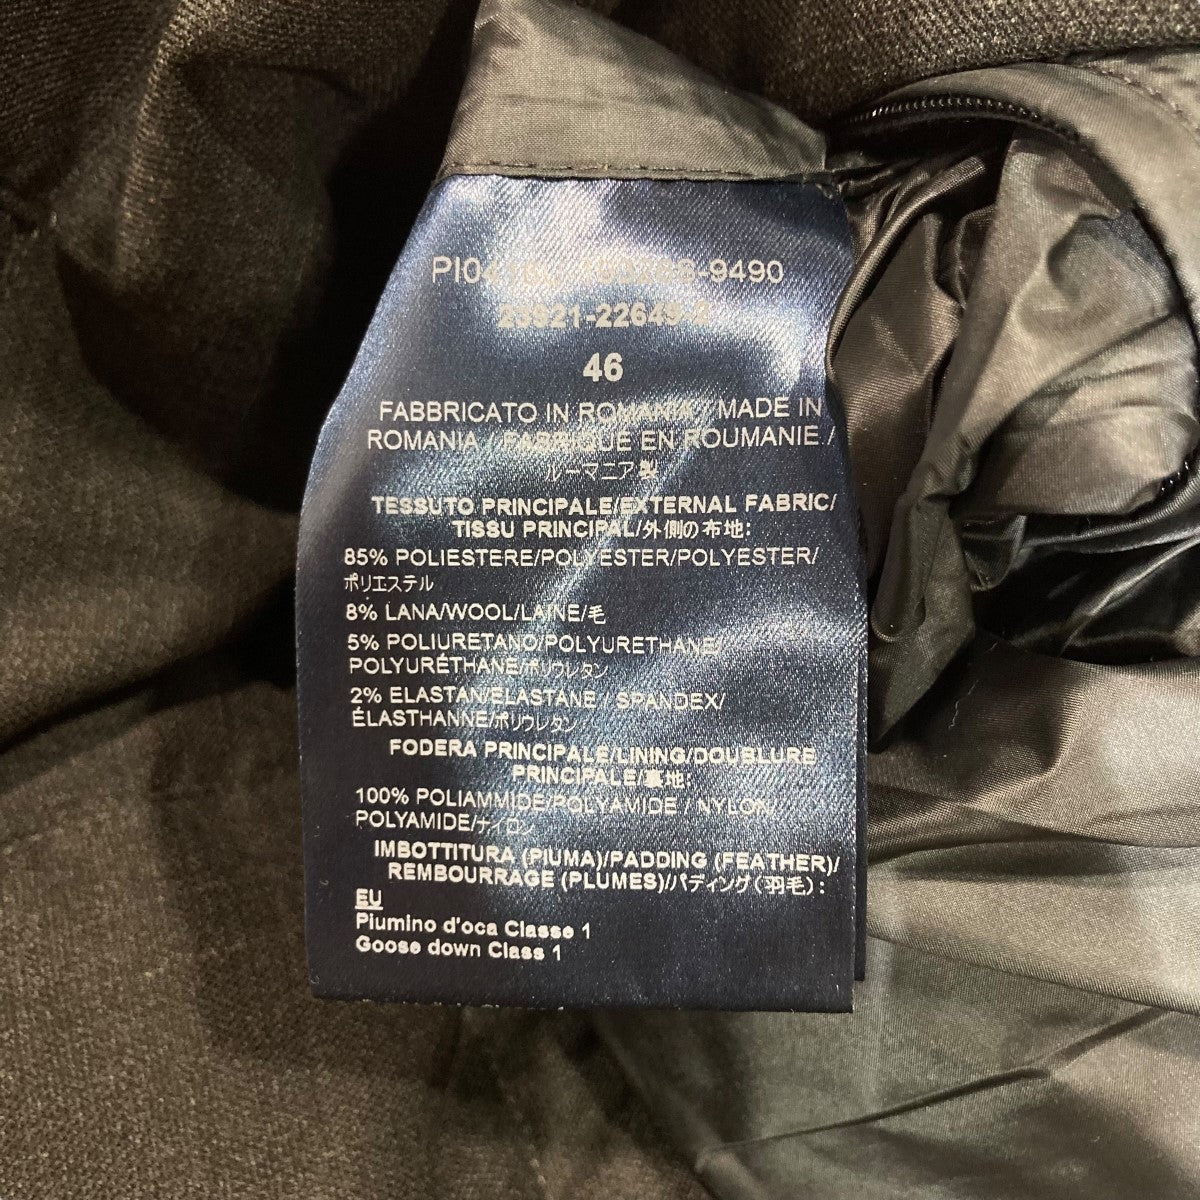 46
FABBRICATO IN ROMANIA / MADE IN
ROMANIA / FABRIQUE EN ROUMANIE /
ルーマニア製
TESSUTO PRINCIPALE/EXTERNAL FABRIC/
TISSU PRINCIPAL/外側の布地:
85% POLIESTERE/POLYESTER/POLYESTER/
ポリエステル
8% LANA/WOOL/LAINE/毛
5% POLIURETANO/POLYURETHANE/
POLYURÉTHANE/ポリウレタン
2% ELASTAN/ELASTANE / SPANDEX/
ÉLASTHANNE/ポリウレタン
FODERA PRINCIPALE/LINING/DOUBLURE
PRINCIPALE/裏地:
100% POLIAMMIDE/POLYAMIDE / NYLON/
POLYAMIDE/ナイロン
IMBOTTITURA (PIUMA)/PADDING (FEATHER)/
REMBOURRAGE (PLUMES)/パディング(羽毛):
EU
Piumino d'oca Classe 1
Goose down Class 1